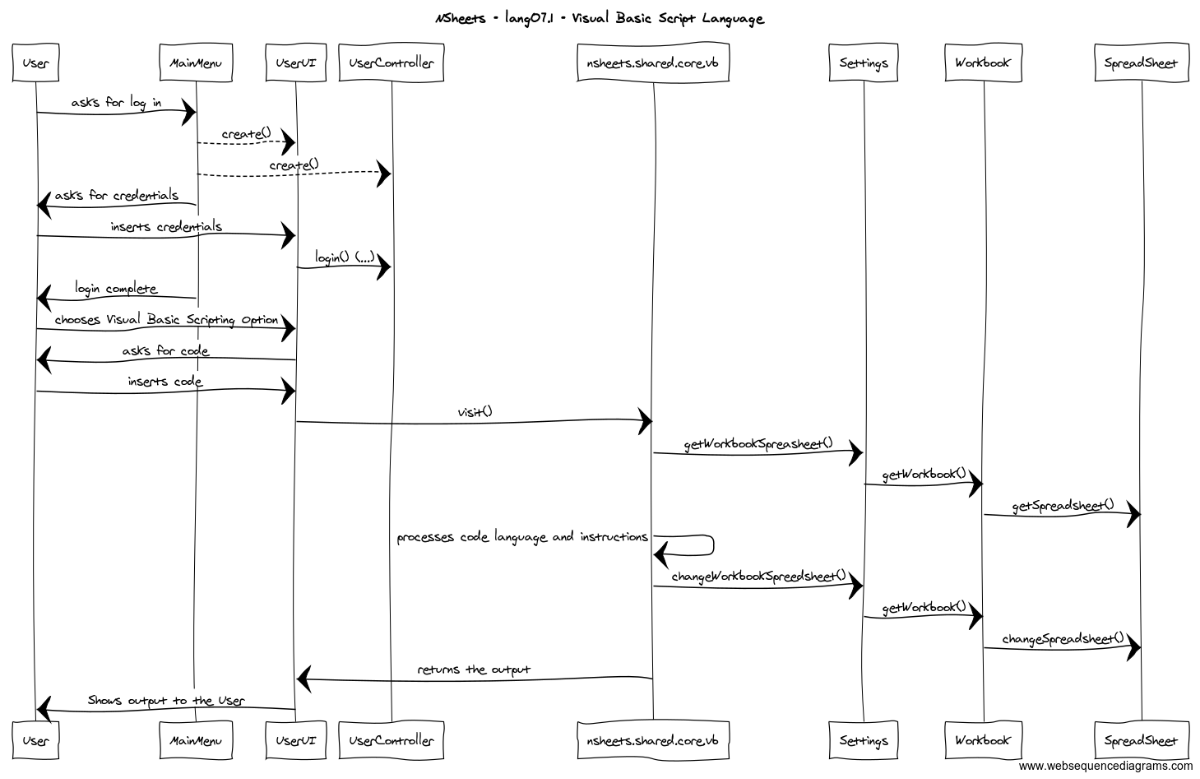 NSheets - lang07.1 - Visual Basic Script Language
User MainMenu UserUI UserController nsheets.shared.core.vb Settings Workbook SpreadSheet
asks for log in
create()
create()
asks for credentials
inserts credentials
login() (...)
login complete
chooses Visual Basic Scripting Option
asks for code
inserts code
visit()
getWorkbookSpreasheet()
getWorkbook()
getSpreadsheet()
processes code language and instructions
changeWorkbookSpreedsheet()
getWorkbook()
changeSpreadsheet()
returns the output
Shows output to the User
User MainMenu UserUI UserController nsheets.shared.core.vb Settings Workbook SpreadSheet
www.websequencediagrams.com